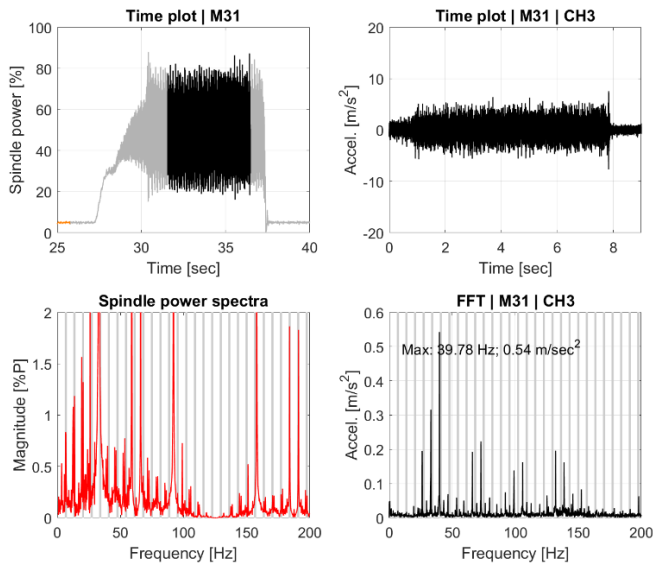 Time plot | M31
100
80
60
40
20
0
Spindle power [%]
25 30 35 40
Time [sec]
Time plot | M31 | CH3
20
10
0
-10
-20
Accel. [m/s²]
0 2 4 6 8
Time [sec]
Spindle power spectra
2
1.5
1
0.5
0
Magnitude [%P]
0 50 100 150 200
Frequency [Hz]
FFT | M31 | CH3
0.6
0.5
0.4
0.3
0.2
0.1
0
Accel. [m/s²]
Max: 39.78 Hz; 0.54 m/sec²
0 50 100 150 200
Frequency [Hz]